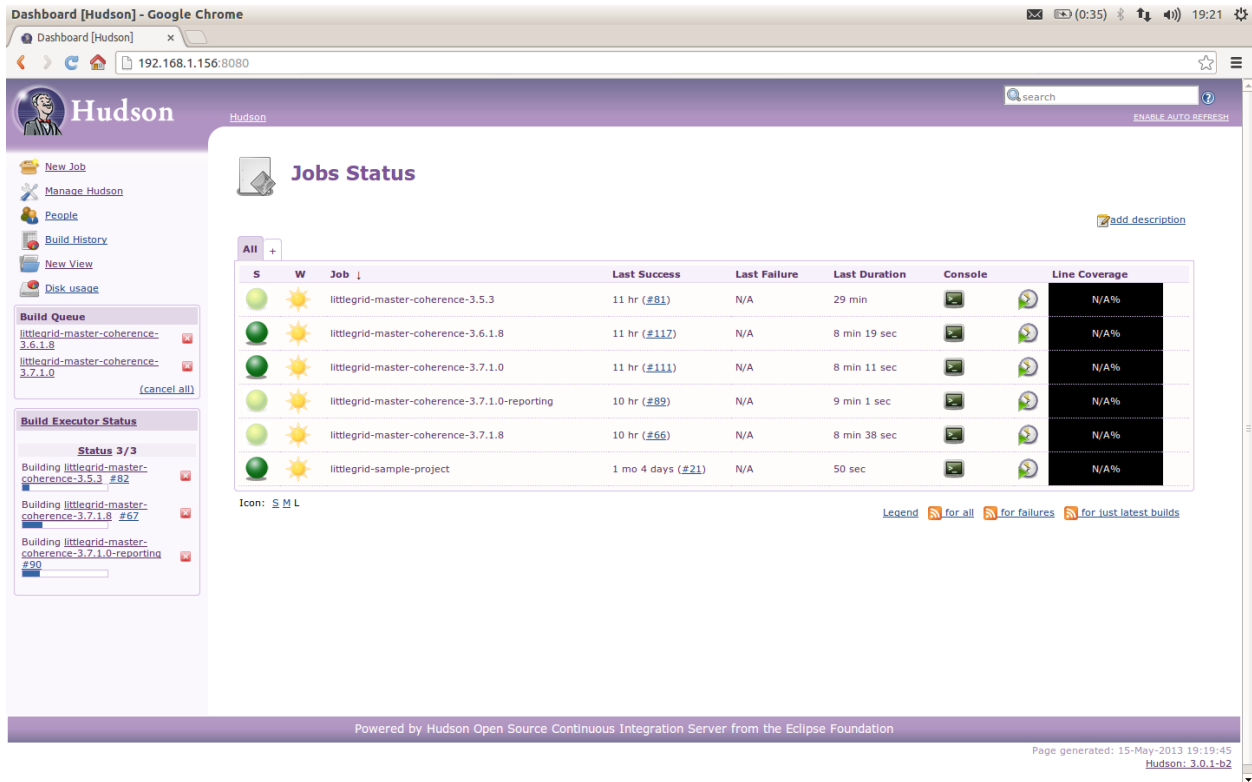 Dashboard [Hudson] - Google Chrome
(0:35) 19:21
Dashboard [Hudson] x
192.168.1.156:8080
Hudson
search
Hudson
ENABLE AUTO REFRESH
New Job
Manage Hudson
People
Build History
New View
Disk usage
Build Queue
littlegrid-master-coherence-
3.6.1.8
littlegrid-master-coherence-
3.7.1.0
(cancel all)
Build Executor Status
Status 3/3
Building littlegrid-master-
coherence-3.5.3 #82
Building littlegrid-master-
coherence-3.7.1.8 #67
Building littlegrid-master-
coherence-3.7.1.0-reporting
#90
Jobs Status
add description
All +
S W Job ↓ Last Success Last Failure Last Duration Console Line Coverage
littlegrid-master-coherence-3.5.3 11 hr (#81) N/A 29 min N/A%
littlegrid-master-coherence-3.6.1.8 11 hr (#117) N/A 8 min 19 sec N/A%
littlegrid-master-coherence-3.7.1.0 11 hr (#111) N/A 8 min 11 sec N/A%
littlegrid-master-coherence-3.7.1.0-reporting 10 hr (#89) N/A 9 min 1 sec N/A%
littlegrid-master-coherence-3.7.1.8 10 hr (#66) N/A 8 min 38 sec N/A%
littlegrid-sample-project 1 mo 4 days (#21) N/A 50 sec N/A%
Icon: S M L
Legend for all for failures for just latest builds
Powered by Hudson Open Source Continuous Integration Server from the Eclipse Foundation
Page generated: 15-May-2013 19:19:45
Hudson: 3.0.1-b2